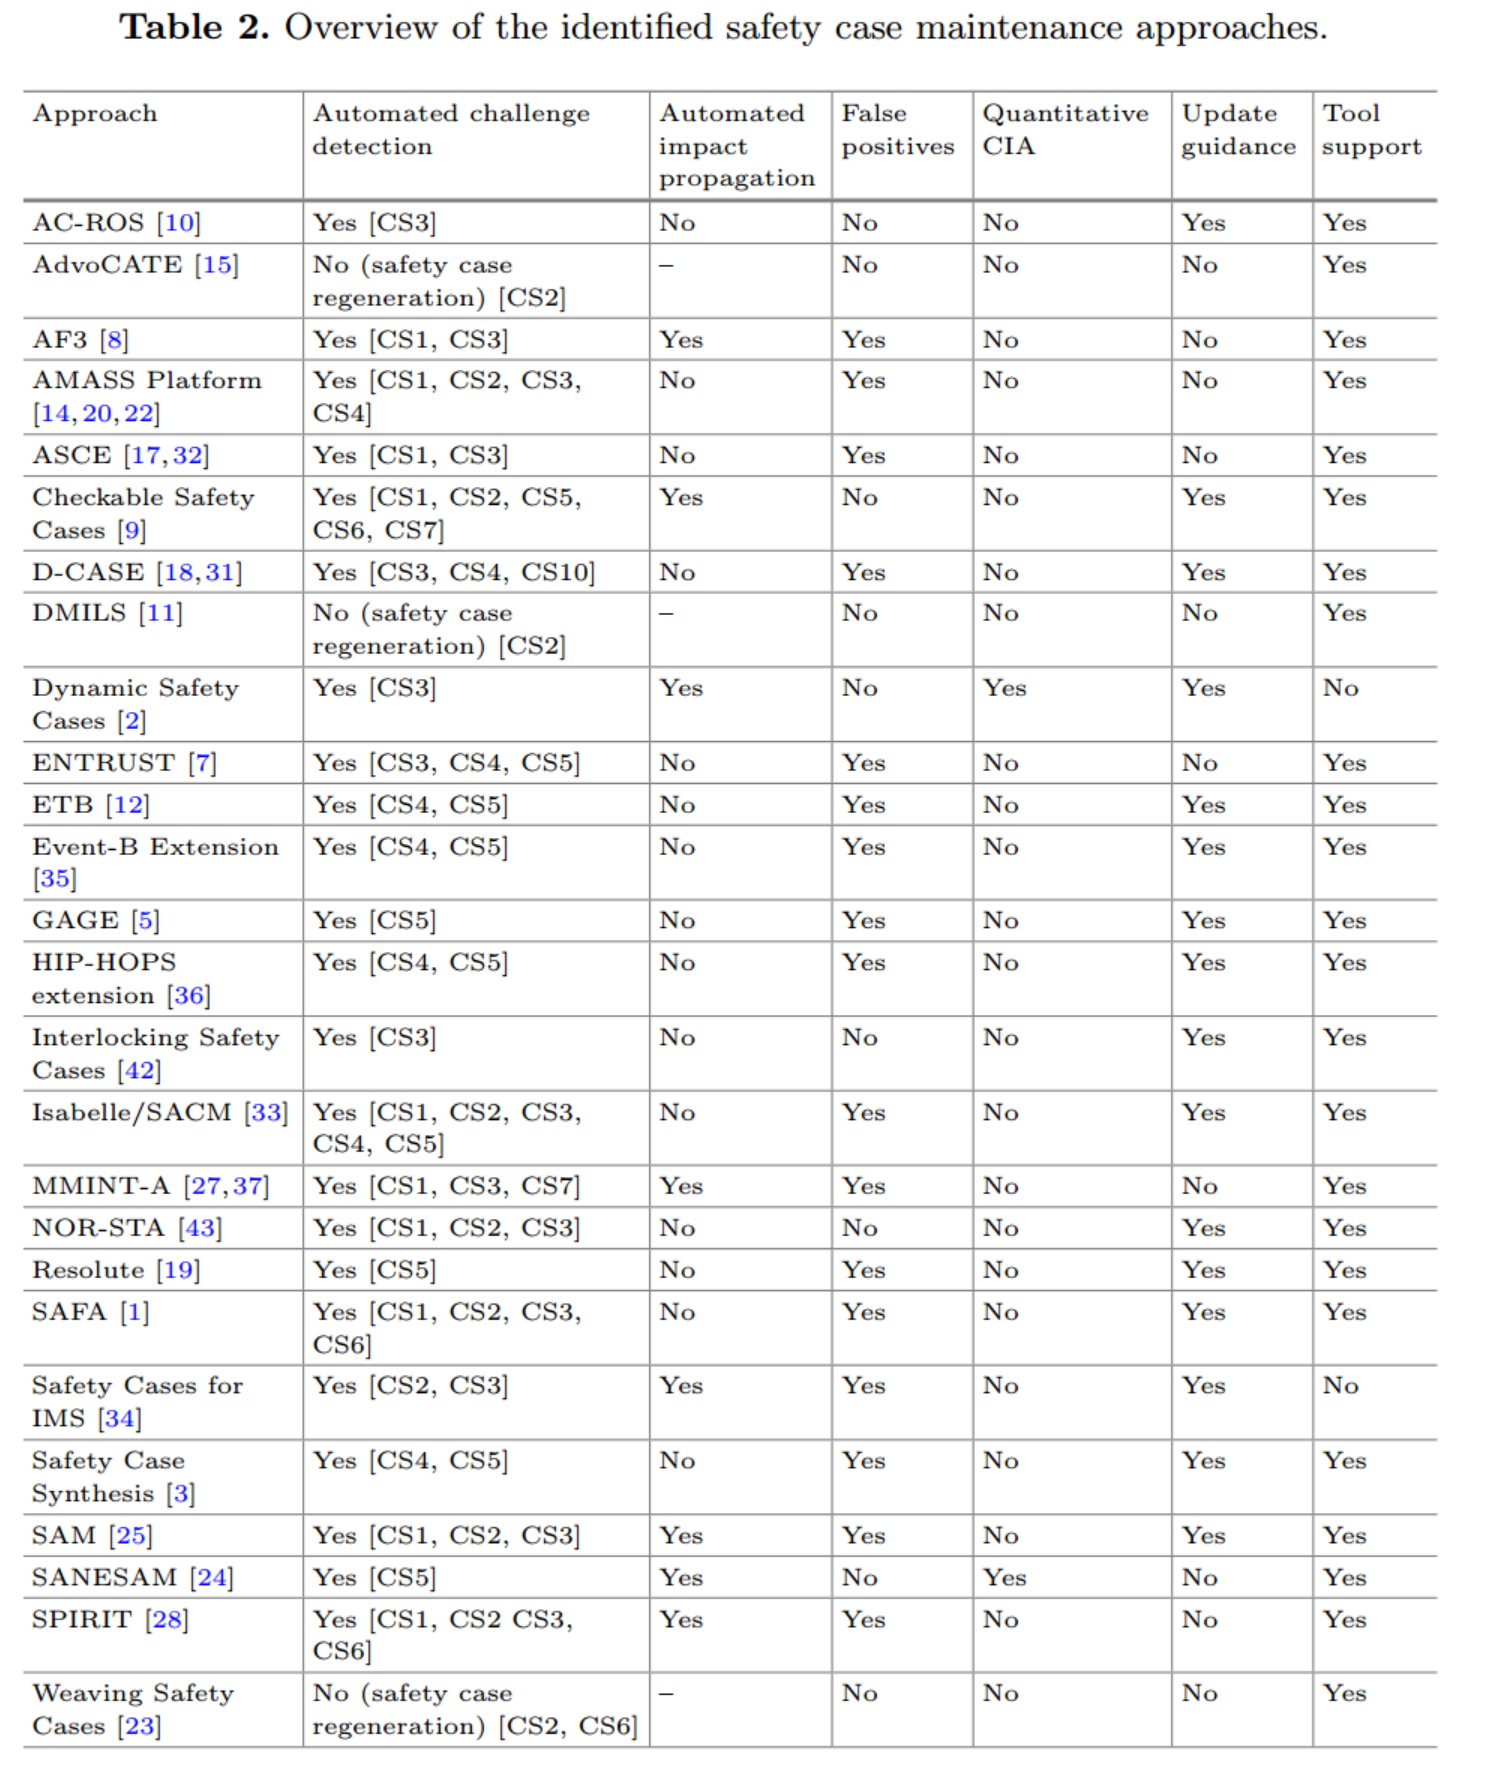 Table 2. Overview of the identified safety case maintenance approaches.
Approach | Automated challenge detection | Automated impact propagation | False positives | Quantitative CIA | Update guidance | Tool support
AC-ROS [10] | Yes [CS3] | No | No | No | Yes | Yes
AdvoCATE [15] | No (safety case regeneration) [CS2] | – | No | No | No | Yes
AF3 [8] | Yes [CS1, CS3] | Yes | Yes | No | No | Yes
AMASS Platform [14,20,22] | Yes [CS1, CS2, CS3, CS4] | No | Yes | No | No | Yes
ASCE [17,32] | Yes [CS1, CS3] | No | Yes | No | No | Yes
Checkable Safety Cases [9] | Yes [CS1, CS2, CS5, CS6, CS7] | Yes | No | No | Yes | Yes
D-CASE [18,31] | Yes [CS3, CS4, CS10] | No | Yes | No | Yes | Yes
DMILS [11] | No (safety case regeneration) [CS2] | – | No | No | No | Yes
Dynamic Safety Cases [2] | Yes [CS3] | Yes | No | Yes | Yes | No
ENTRUST [7] | Yes [CS3, CS4, CS5] | No | Yes | No | No | Yes
ETB [12] | Yes [CS4, CS5] | No | Yes | No | Yes | Yes
Event-B Extension [35] | Yes [CS4, CS5] | No | Yes | No | Yes | Yes
GAGE [5] | Yes [CS5] | No | Yes | No | Yes | Yes
HIP-HOPS extension [36] | Yes [CS4, CS5] | No | Yes | No | Yes | Yes
Interlocking Safety Cases [42] | Yes [CS3] | No | No | No | Yes | Yes
Isabelle/SACM [33] | Yes [CS1, CS2, CS3, CS4, CS5] | No | Yes | No | Yes | Yes
MMINT-A [27,37] | Yes [CS1, CS3, CS7] | Yes | Yes | No | No | Yes
NOR-STA [43] | Yes [CS1, CS2, CS3] | No | No | No | Yes | Yes
Resolute [19] | Yes [CS5] | No | Yes | No | Yes | Yes
SAFA [1] | Yes [CS1, CS2, CS3, CS6] | No | Yes | No | Yes | Yes
Safety Cases for IMS [34] | Yes [CS2, CS3] | Yes | Yes | No | Yes | No
Safety Case Synthesis [3] | Yes [CS4, CS5] | No | Yes | No | Yes | Yes
SAM [25] | Yes [CS1, CS2, CS3] | Yes | Yes | No | Yes | Yes
SANESAM [24] | Yes [CS5] | Yes | No | Yes | No | Yes
SPIRIT [28] | Yes [CS1, CS2 CS3, CS6] | Yes | Yes | No | No | Yes
Weaving Safety Cases [23] | No (safety case regeneration) [CS2, CS6] | – | No | No | No | Yes